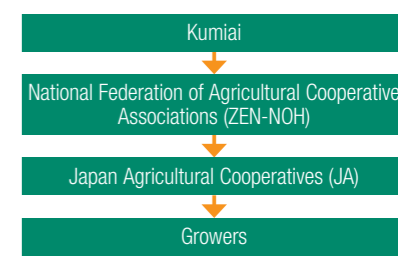 Kumiai
National Federation of Agricultural Cooperative
Associations (ZEN-NOH)
Japan Agricultural Cooperatives (JA)
Growers